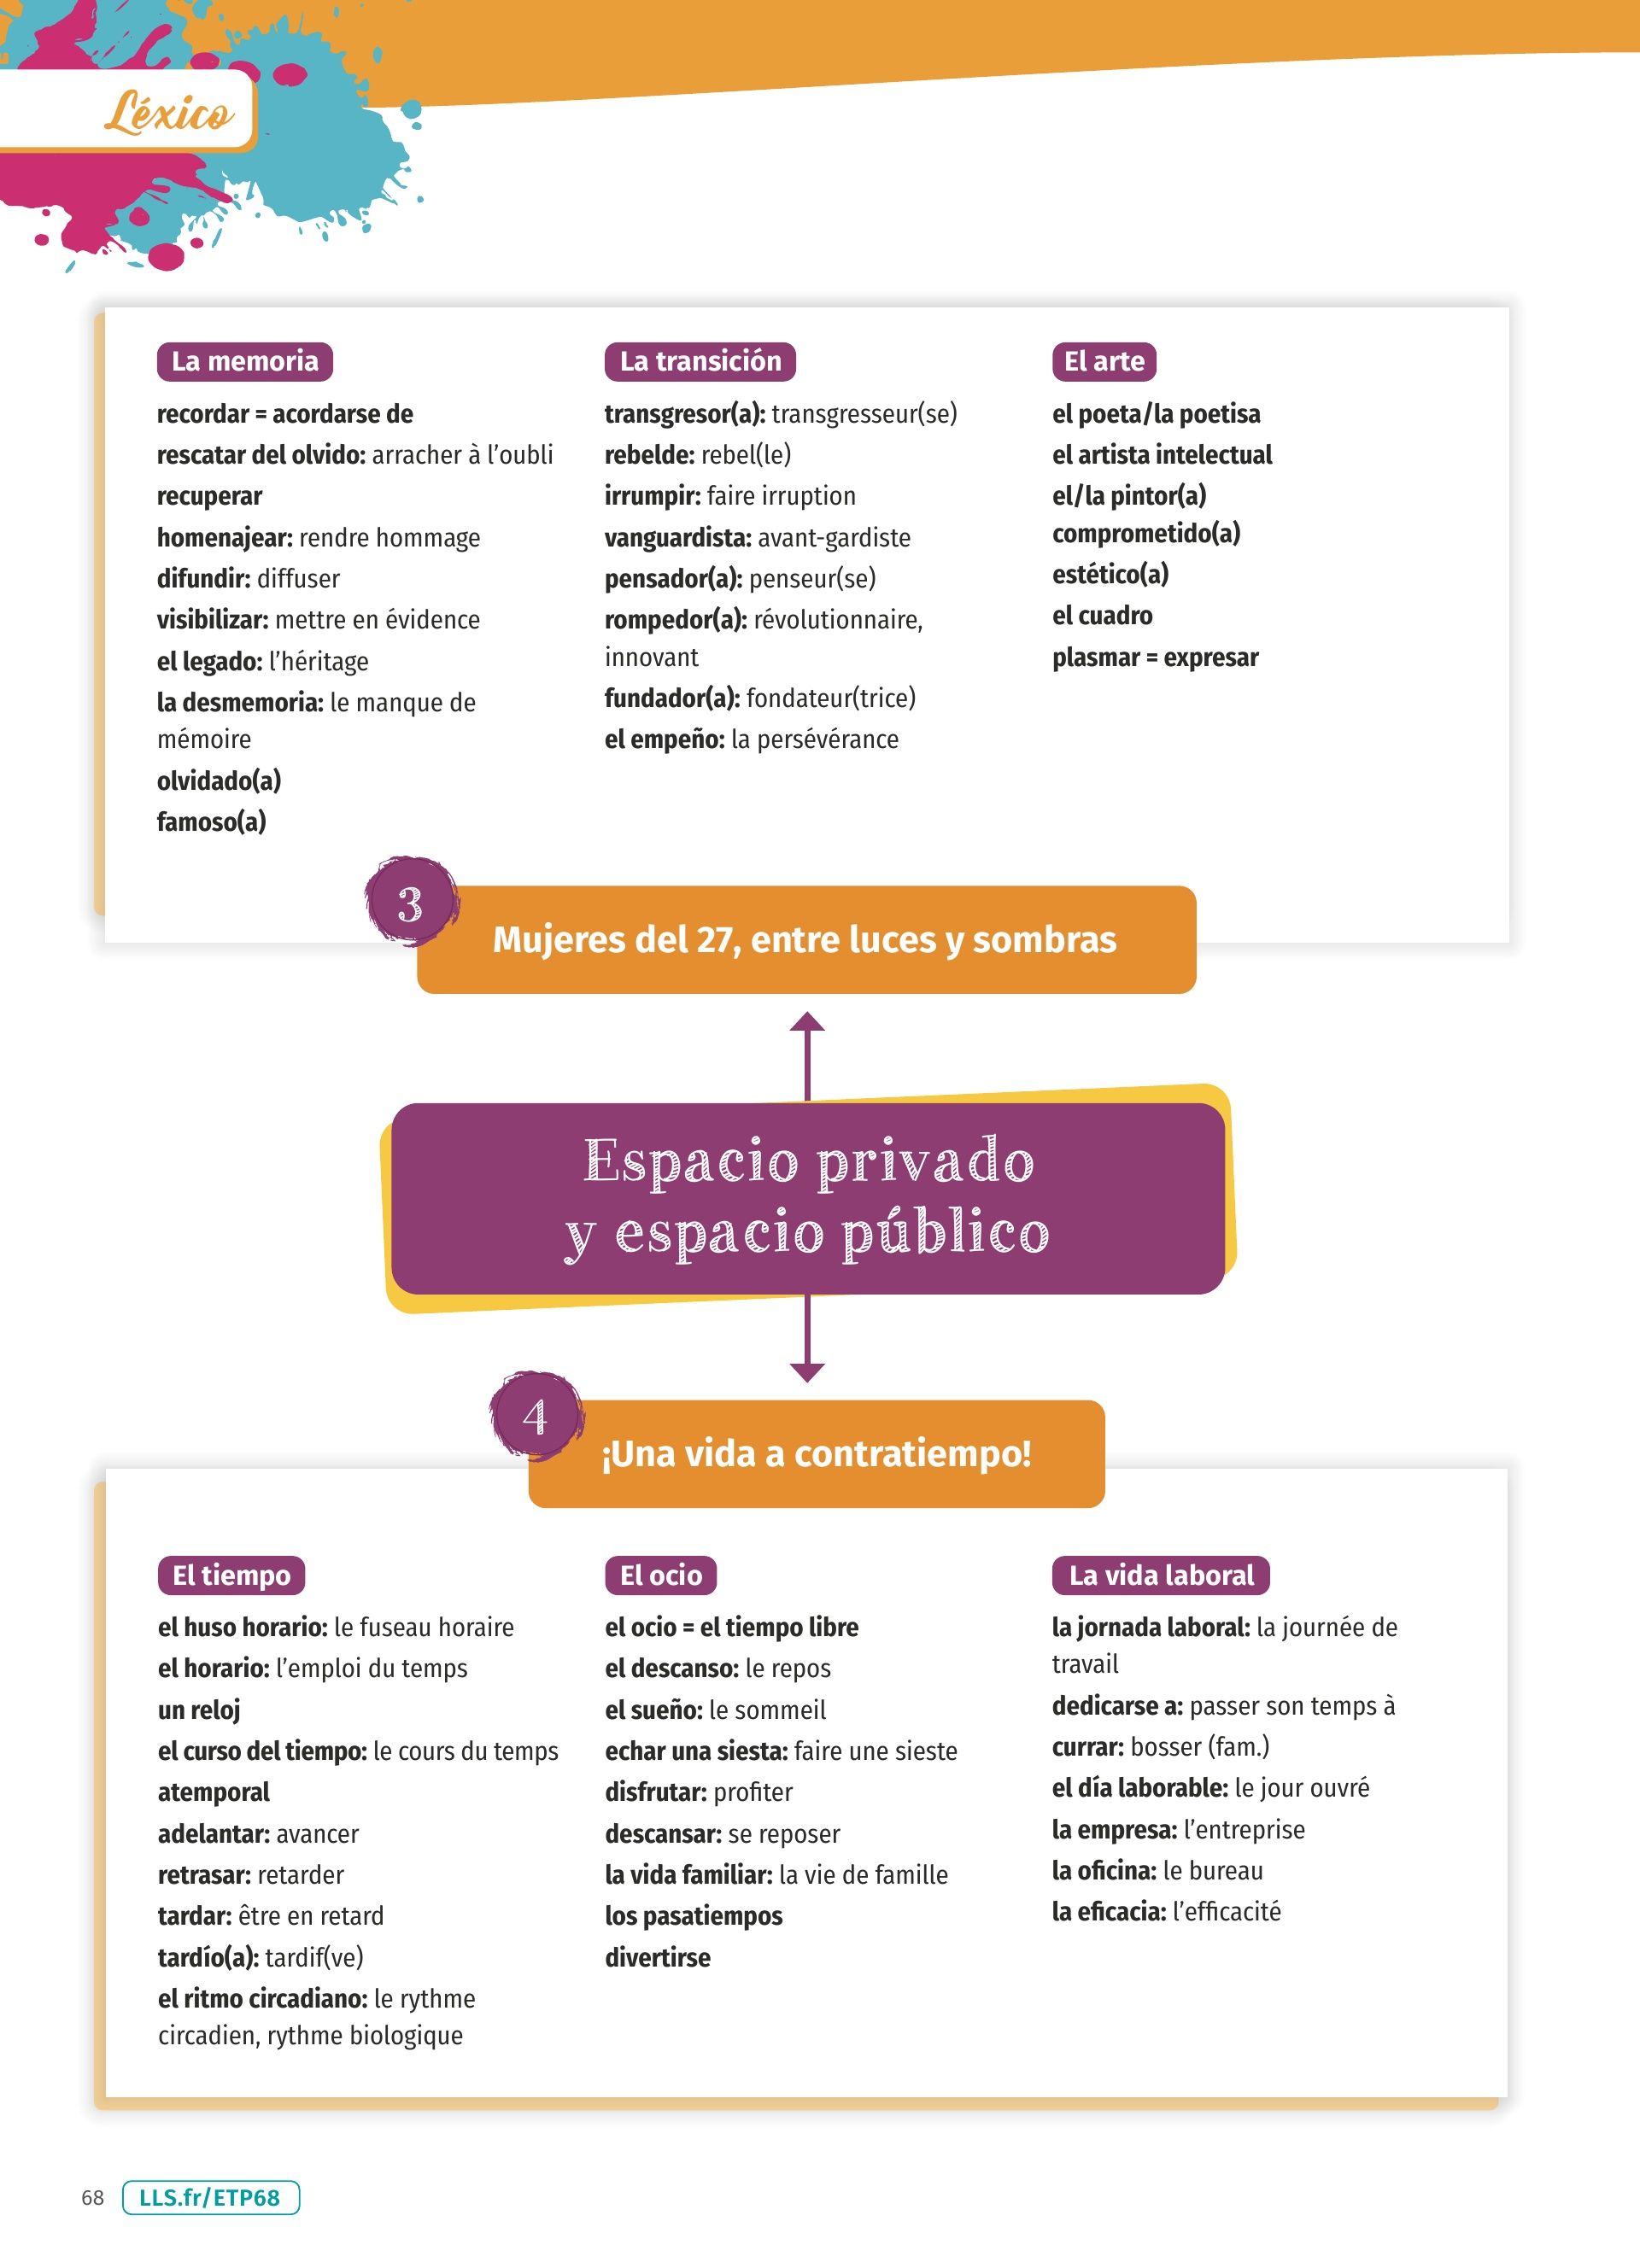 Léxico
La memoria
recordar = acordarse de
rescatar del olvido: arracher à l’oubli
recuperar
homenajear: rendre hommage
difundir: diffuser
visibilizar: mettre en évidence
el legado: l’héritage
la desmemoria: le manque de
mémoire
olvidado(a)
famoso(a)
La transición
transgresor(a): transgresseur(se)
rebelde: rebel(le)
irrumpir: faire irruption
vanguardista: avant-gardiste
pensador(a): penseur(se)
rompedor(a): révolutionnaire,
innovant
fundador(a): fondateur(trice)
el empeño: la persévérance
El arte
el poeta/la poetisa
el artista intelectual
el/la pintor(a)
comprometido(a)
estético(a)
el cuadro
plasmar = expresar
3
Mujeres del 27, entre luces y sombras
Espacio privado
y espacio público
4
¡Una vida a contratiempo!
El tiempo
el huso horario: le fuseau horaire
el horario: l’emploi du temps
un reloj
el curso del tiempo: le cours du temps
atemporal
adelantar: avancer
retrasar: retarder
tardar: être en retard
tardío(a): tardif(ve)
el ritmo circadiano: le rythme
circadien, rythme biologique
El ocio
el ocio = el tiempo libre
el descanso: le repos
el sueño: le sommeil
echar una siesta: faire une sieste
disfrutar: profiter
descansar: se reposer
la vida familiar: la vie de famille
los pasatiempos
divertirse
La vida laboral
la jornada laboral: la journée de
travail
dedicarse a: passer son temps à
currar: bosser (fam.)
el día laborable: le jour ouvré
la empresa: l’entreprise
la oficina: le bureau
la eficacia: l’efficacité
68
LLS.fr/ETP68